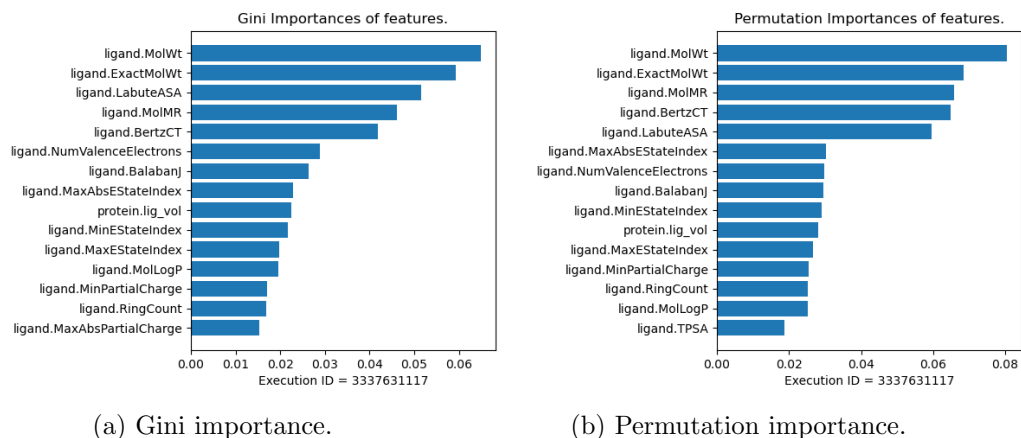 Gini Importances of features.
ligand.MolWt
ligand.ExactMolWt
ligand.LabuteASA
ligand.MolMR
ligand.BertzCT
ligand.NumValenceElectrons
ligand.BalabanJ
ligand.MaxAbsEStateIndex
protein.lig_vol
ligand.MinEStateIndex
ligand.MaxEStateIndex
ligand.MolLogP
ligand.MinPartialCharge
ligand.RingCount
ligand.MaxAbsPartialCharge
0.00 0.01 0.02 0.03 0.04 0.05 0.06
Execution ID = 3337631117
(a) Gini importance.
Permutation Importances of features.
ligand.MolWt
ligand.ExactMolWt
ligand.MolMR
ligand.BertzCT
ligand.LabuteASA
ligand.MaxAbsEStateIndex
ligand.NumValenceElectrons
ligand.BalabanJ
ligand.MinEStateIndex
protein.lig_vol
ligand.MaxEStateIndex
ligand.MinPartialCharge
ligand.RingCount
ligand.MolLogP
ligand.TPSA
0.00 0.02 0.04 0.06 0.08
Execution ID = 3337631117
(b) Permutation importance.